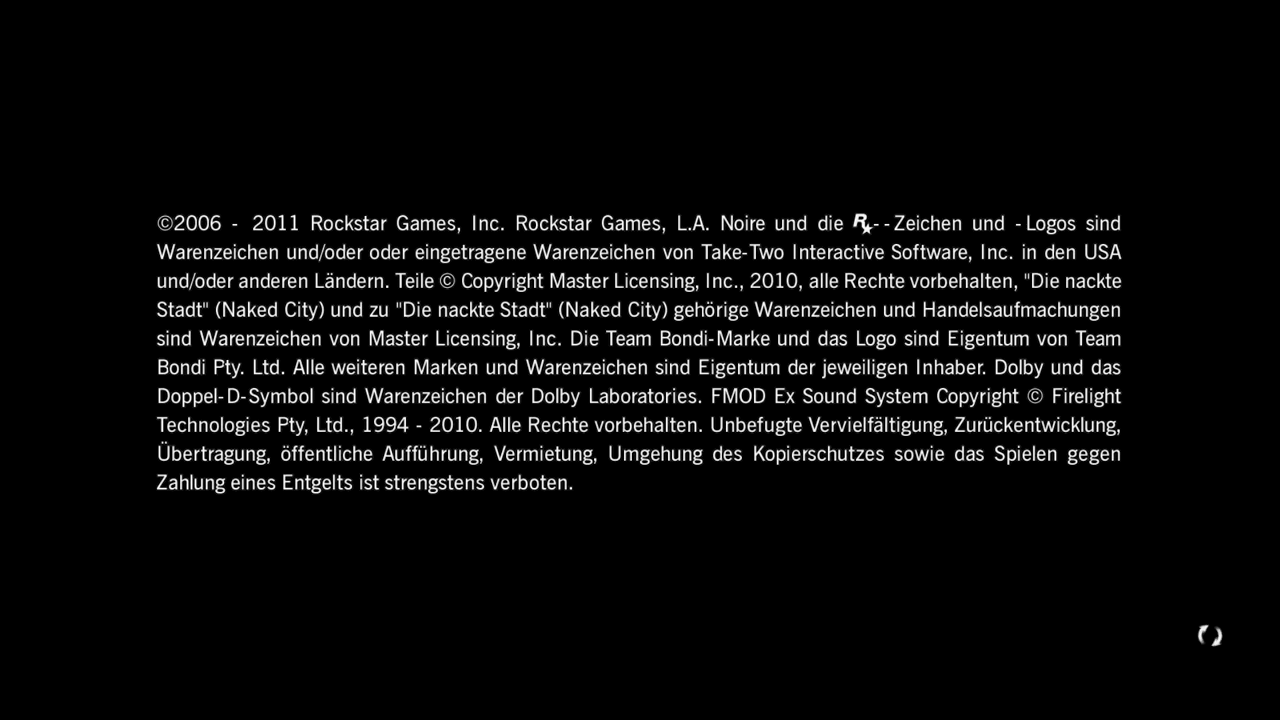 ©2006 - 2011 Rockstar Games, Inc. Rockstar Games, L.A. Noire und die R★- -Zeichen und -Logos sind
Warenzeichen und/oder oder eingetragene Warenzeichen von Take-Two Interactive Software, Inc. in den USA
und/oder anderen Ländern. Teile © Copyright Master Licensing, Inc., 2010, alle Rechte vorbehalten, "Die nackte
Stadt" (Naked City) und zu "Die nackte Stadt" (Naked City) gehörige Warenzeichen und Handelsaufmachungen
sind Warenzeichen von Master Licensing, Inc. Die Team Bondi-Marke und das Logo sind Eigentum von Team
Bondi Pty. Ltd. Alle weiteren Marken und Warenzeichen sind Eigentum der jeweiligen Inhaber. Dolby und das
Doppel-D-Symbol sind Warenzeichen der Dolby Laboratories. FMOD Ex Sound System Copyright © Firelight
Technologies Pty, Ltd., 1994 - 2010. Alle Rechte vorbehalten. Unbefugte Vervielfältigung, Zurückentwicklung,
Übertragung, öffentliche Aufführung, Vermietung, Umgehung des Kopierschutzes sowie das Spielen gegen
Zahlung eines Entgelts ist strengstens verboten.